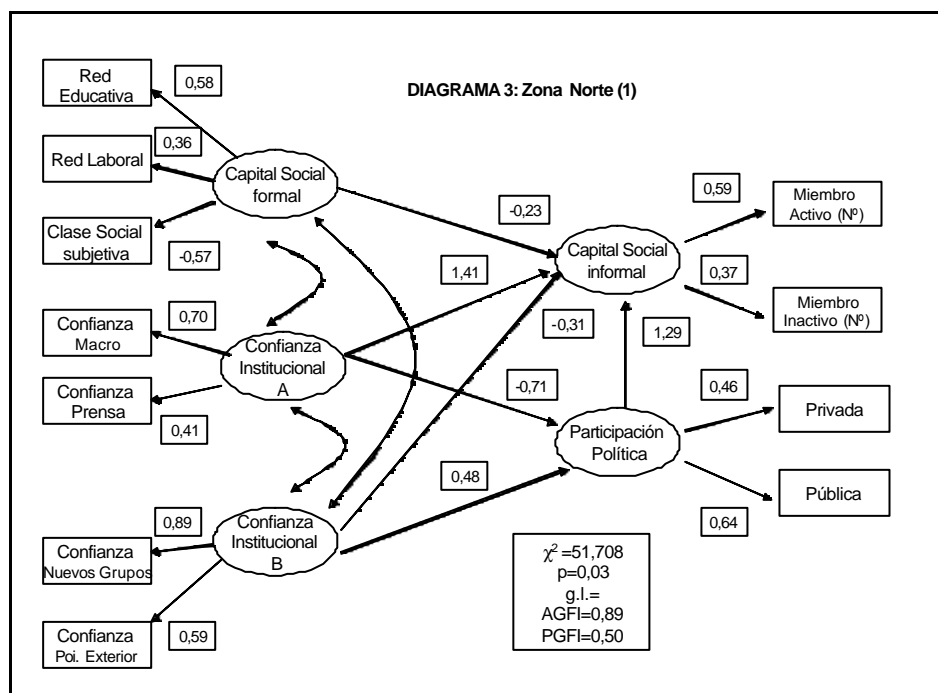 DIAGRAMA 3: Zona Norte (1)
Red
Educativa
0,58
Red Laboral
0,36
Clase Social
subjetiva
-0,57
Capital Social
formal
Confianza
Macro
0,70
Confianza
Prensa
0,41
Confianza
Institucional
A
Confianza
Nuevos Grupos
0,89
Confianza
Poi. Exterior
0,59
Confianza
Institucional
B
-0,23
1,41
-0,31
-0,71
0,48
1,29
Capital Social
informal
0,59
Miembro
Activo (Nº)
0,37
Miembro
Inactivo (Nº)
Participación
Política
0,46
Privada
Pública
0,64
χ² =51,708
p=0,03
g.l.=
AGFI=0,89
PGFI=0,50